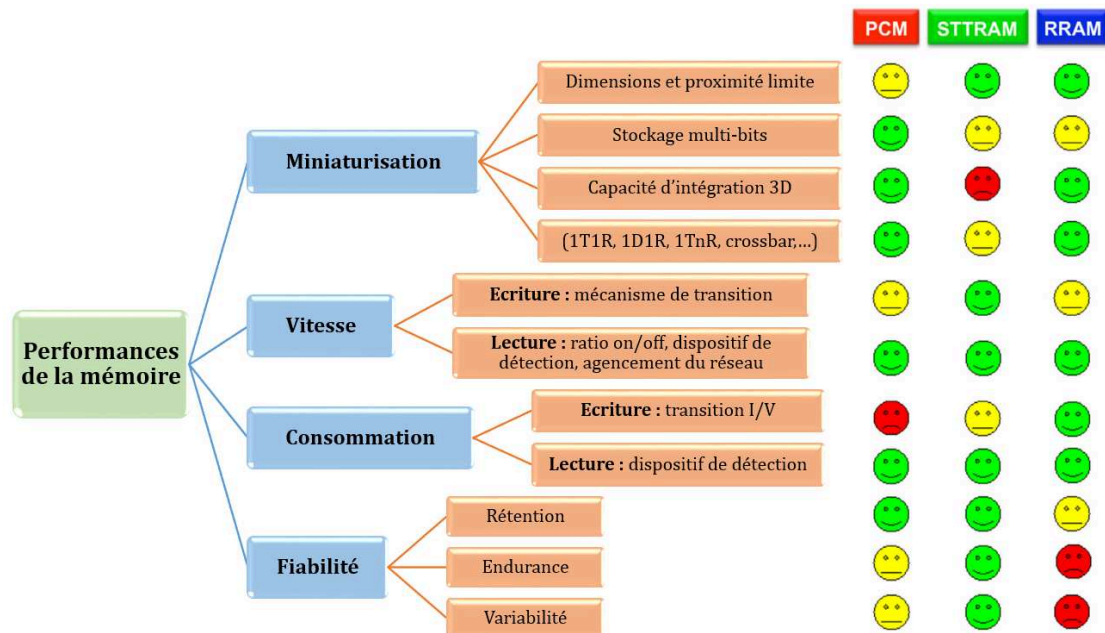 PCM STTRAM RRAM
Dimensions et proximité limite
Stockage multi-bits
Miniaturisation
Capacité d'intégration 3D
(1T1R, 1D1R, 1TnR, crossbar,...)
Ecriture : mécanisme de transition
Vitesse
Lecture : ratio on/off, dispositif de
détection, agencement du réseau
Performances
de la mémoire
Ecriture : transition I/V
Consommation
Lecture : dispositif de détection
Rétention
Fiabilité
Endurance
Variabilité